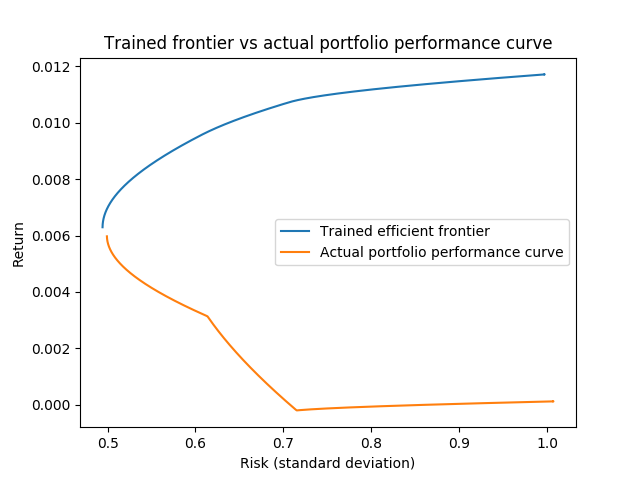 Trained frontier vs actual portfolio performance curve
0.012
0.010
0.008
0.006
0.004
0.002
0.000
Return
Trained efficient frontier
Actual portfolio performance curve
0.5 0.6 0.7 0.8 0.9 1.0
Risk (standard deviation)